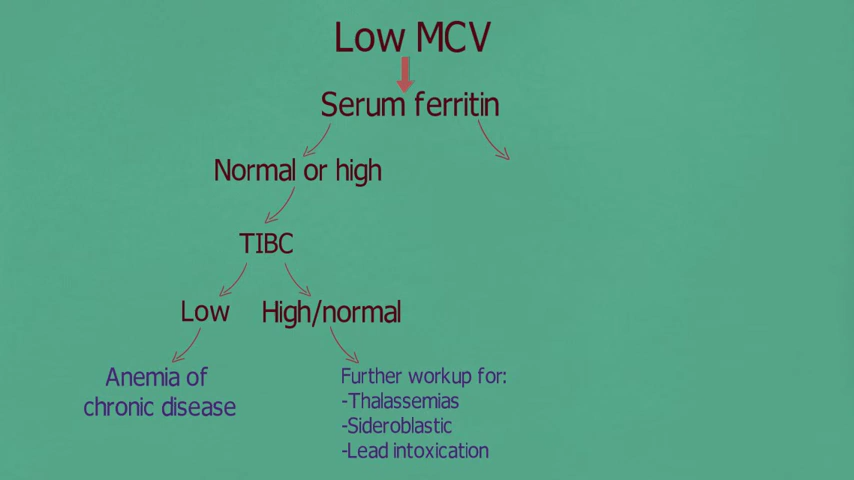 Low MCV
Serum ferritin
Normal or high
TIBC
Low
High/normal
Anemia of
chronic disease
Further workup for:
-Thalassemias
-Sideroblastic
-Lead intoxication